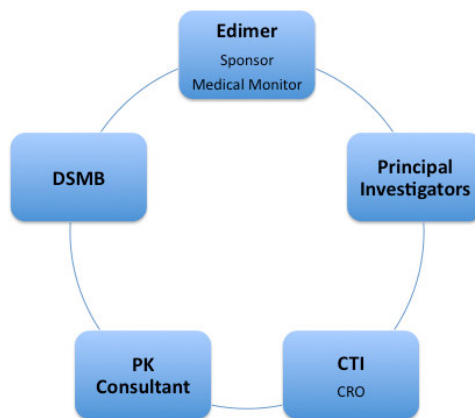 Edimer
Sponsor
Medical Monitor
DSMB
Principal
Investigators
PK
Consultant
CTI
CRO